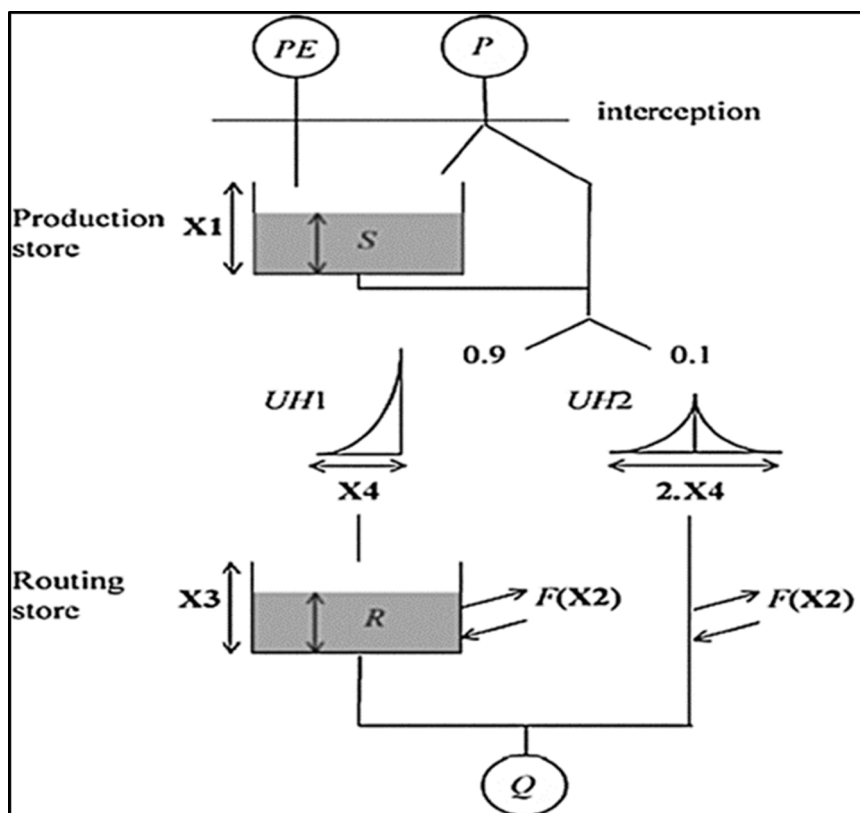 PE
P
interception
Production
store
X1
S
0.9
0.1
UH1
UH2
X4
2.X4
Routing
store
X3
R
F(X2)
F(X2)
Q